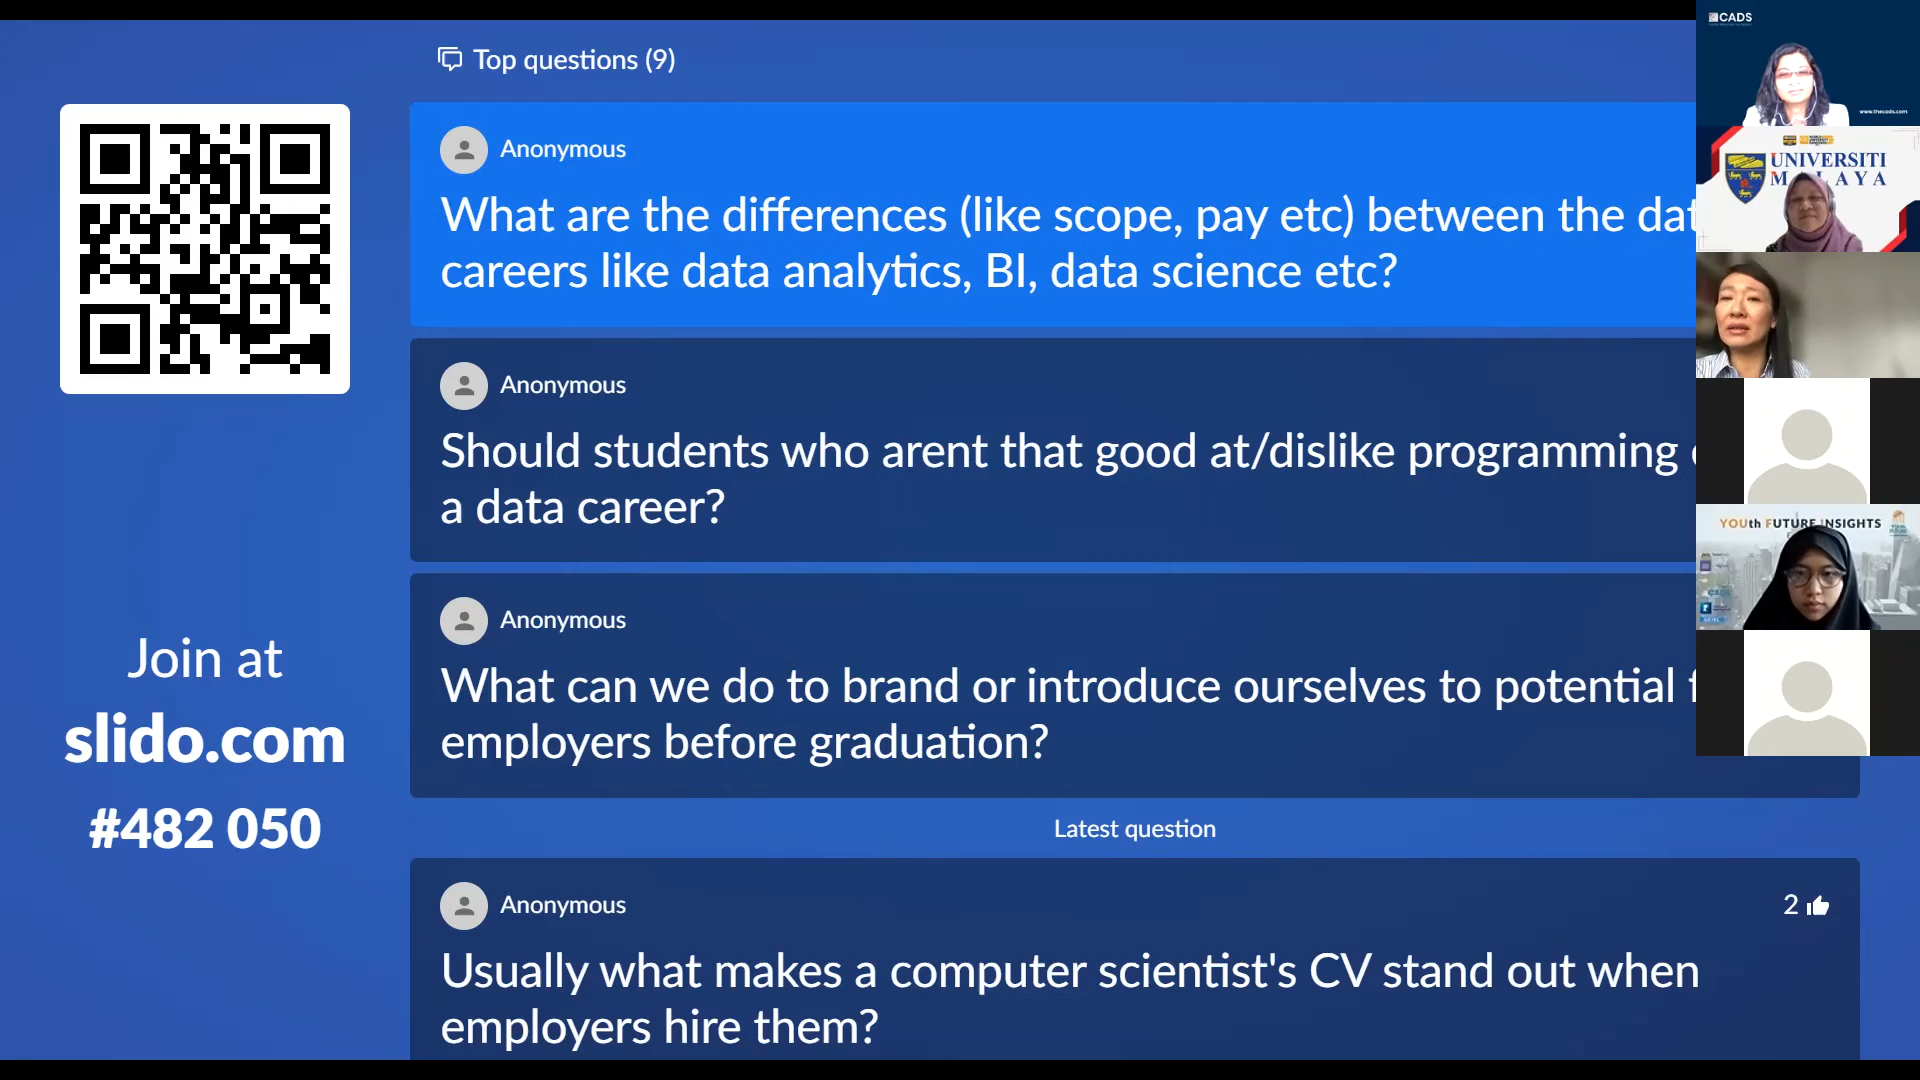 Top questions (9)
Anonymous
What are the differences (like scope, pay etc) between the
careers like data analytics, BI, data science etc?
Anonymous
Should students who arent that good at/dislike programming
a data career?
Anonymous
What can we do to brand or introduce ourselves to potential
employers before graduation?
Latest question
Anonymous
2
Usually what makes a computer scientist's CV stand out when
employers hire them?
Join at
slido.com
#482 050
CADS
www.thecads.com
UNIVERSITI
MALAYA
YOUth FUTURE INSIGHTS